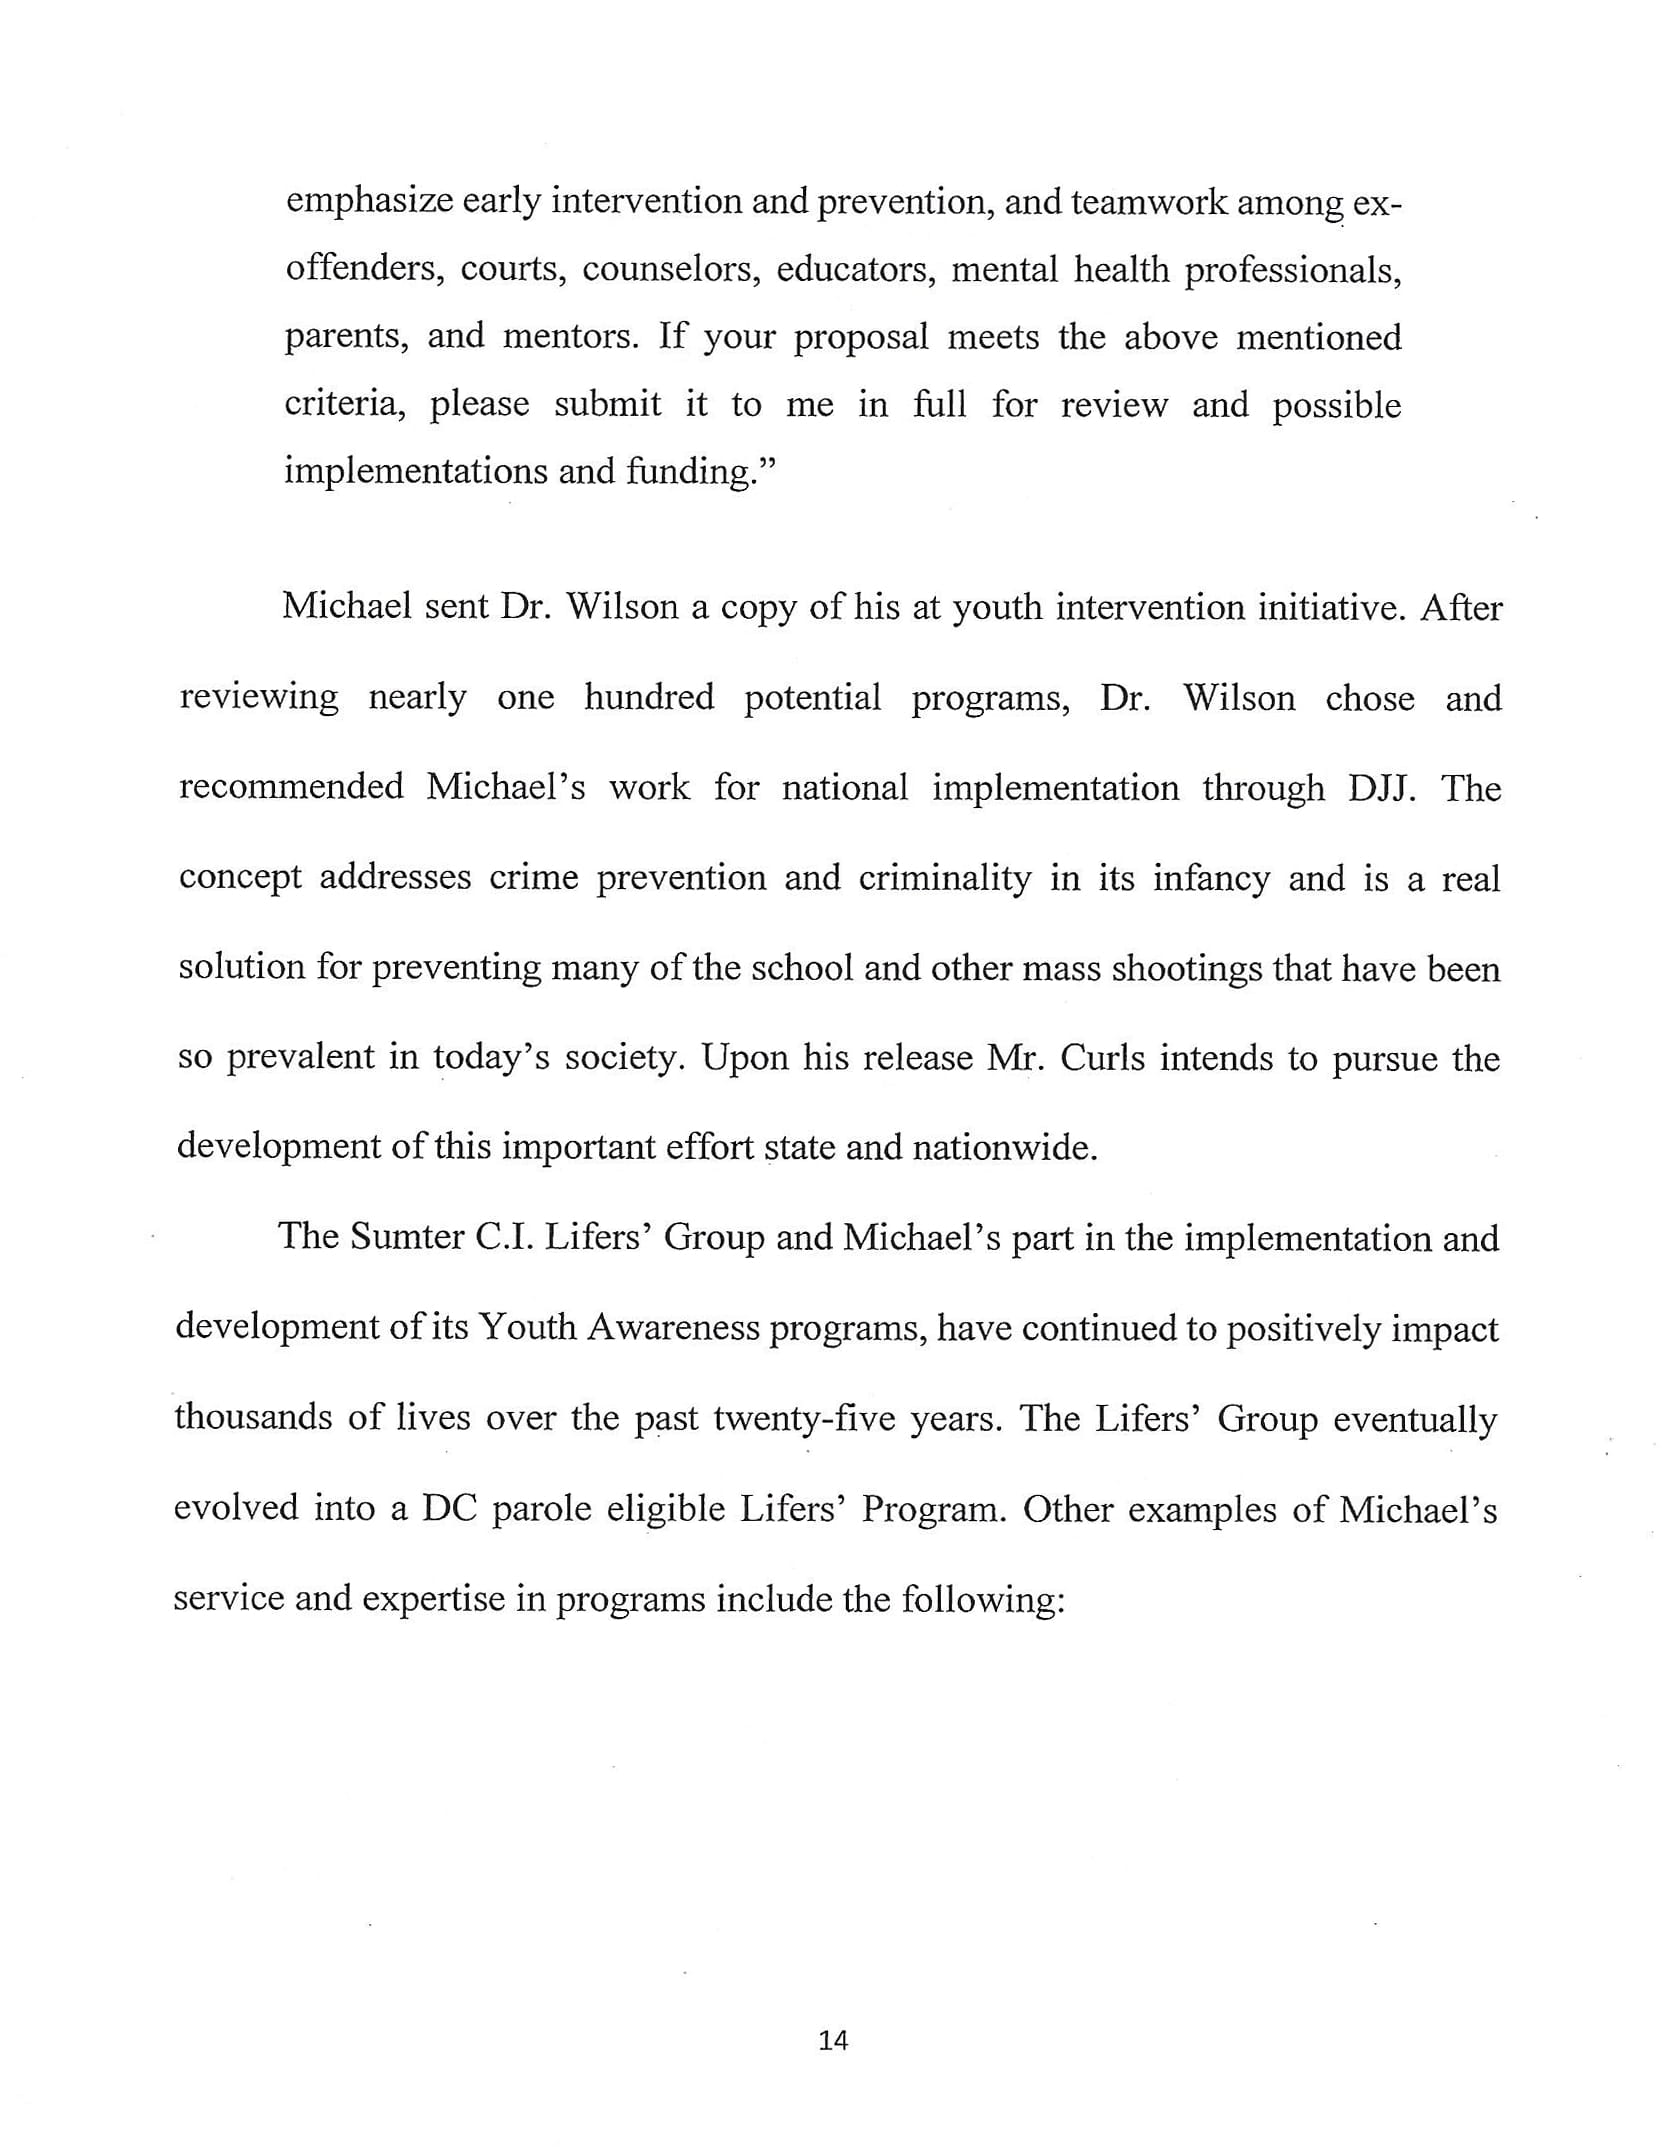 emphasize early intervention and prevention, and teamwork among ex-
offenders, courts, counselors, educators, mental health professionals,
parents, and mentors. If your proposal meets the above mentioned
criteria, please submit it to me in full for review and possible
implementations and funding.”
Michael sent Dr. Wilson a copy of his at youth intervention initiative. After
reviewing nearly one hundred potential programs, Dr. Wilson chose and
recommended Michael’s work for national implementation through DJJ. The
concept addresses crime prevention and criminality in its infancy and is a real
solution for preventing many of the school and other mass shootings that have been
so prevalent in today’s society. Upon his release Mr. Curls intends to pursue the
development of this important effort state and nationwide.
The Sumter C.I. Lifers’ Group and Michael’s part in the implementation and
development of its Youth Awareness programs, have continued to positively impact
thousands of lives over the past twenty-five years. The Lifers’ Group eventually
evolved into a DC parole eligible Lifers’ Program. Other examples of Michael’s
service and expertise in programs include the following:
14